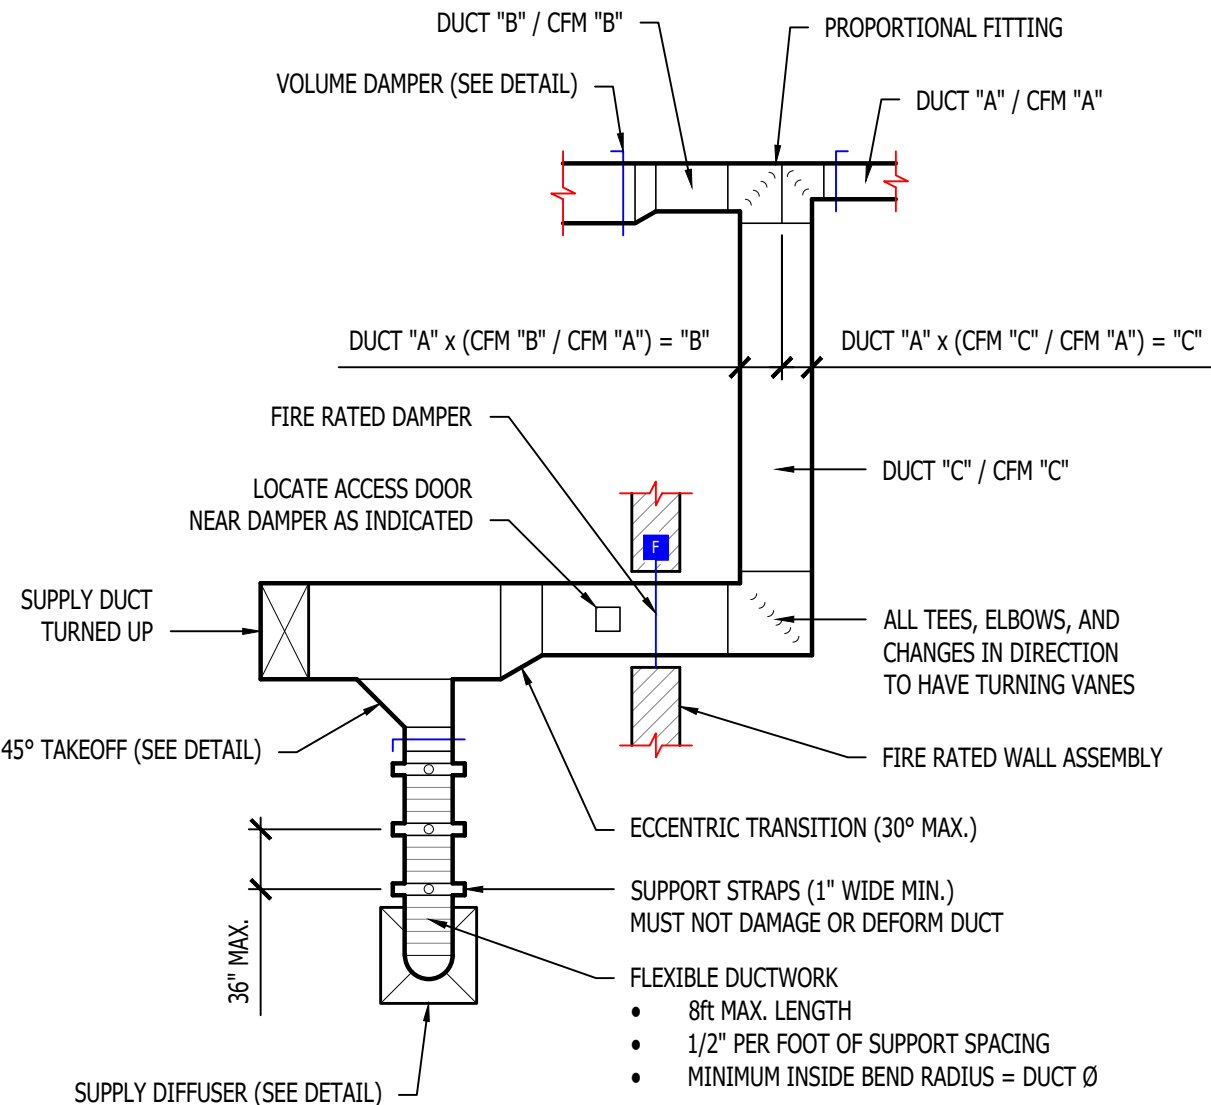 DUCT "B" / CFM "B"
PROPORTIONAL FITTING
VOLUME DAMPER (SEE DETAIL)
DUCT "A" / CFM "A"
DUCT "A" x (CFM "B" / CFM "A") = "B"
DUCT "A" x (CFM "C" / CFM "A") = "C"
FIRE RATED DAMPER
DUCT "C" / CFM "C"
LOCATE ACCESS DOOR
NEAR DAMPER AS INDICATED
F
SUPPLY DUCT
TURNED UP
ALL TEES, ELBOWS, AND
CHANGES IN DIRECTION
TO HAVE TURNING VANES
45° TAKEOFF (SEE DETAIL)
FIRE RATED WALL ASSEMBLY
ECCENTRIC TRANSITION (30° MAX.)
36" MAX.
SUPPORT STRAPS (1" WIDE MIN.)
MUST NOT DAMAGE OR DEFORM DUCT
FLEXIBLE DUCTWORK
• 8ft MAX. LENGTH
• 1/2" PER FOOT OF SUPPORT SPACING
• MINIMUM INSIDE BEND RADIUS = DUCT Ø
SUPPLY DIFFUSER (SEE DETAIL)